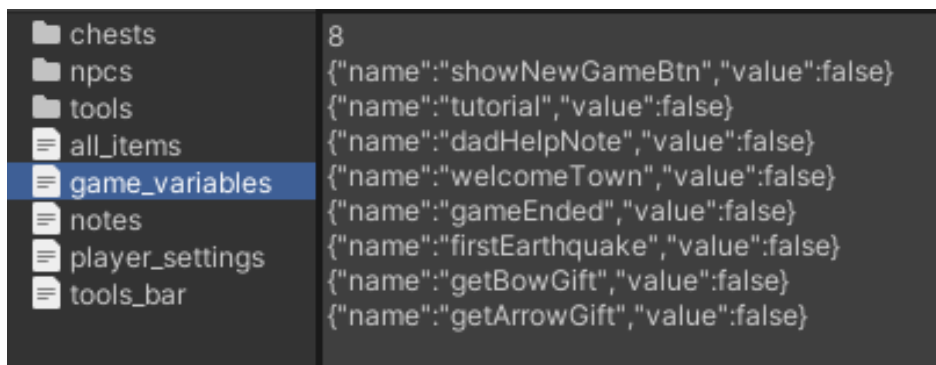 chests
npcs
tools
all_items
game_variables
notes
player_settings
tools_bar
8
{"name":"showNewGameBtn","value":false}
{"name":"tutorial","value":false}
{"name":"dadHelpNote","value":false}
{"name":"welcomeTown","value":false}
{"name":"gameEnded","value":false}
{"name":"firstEarthquake","value":false}
{"name":"getBowGift","value":false}
{"name":"getArrowGift","value":false}